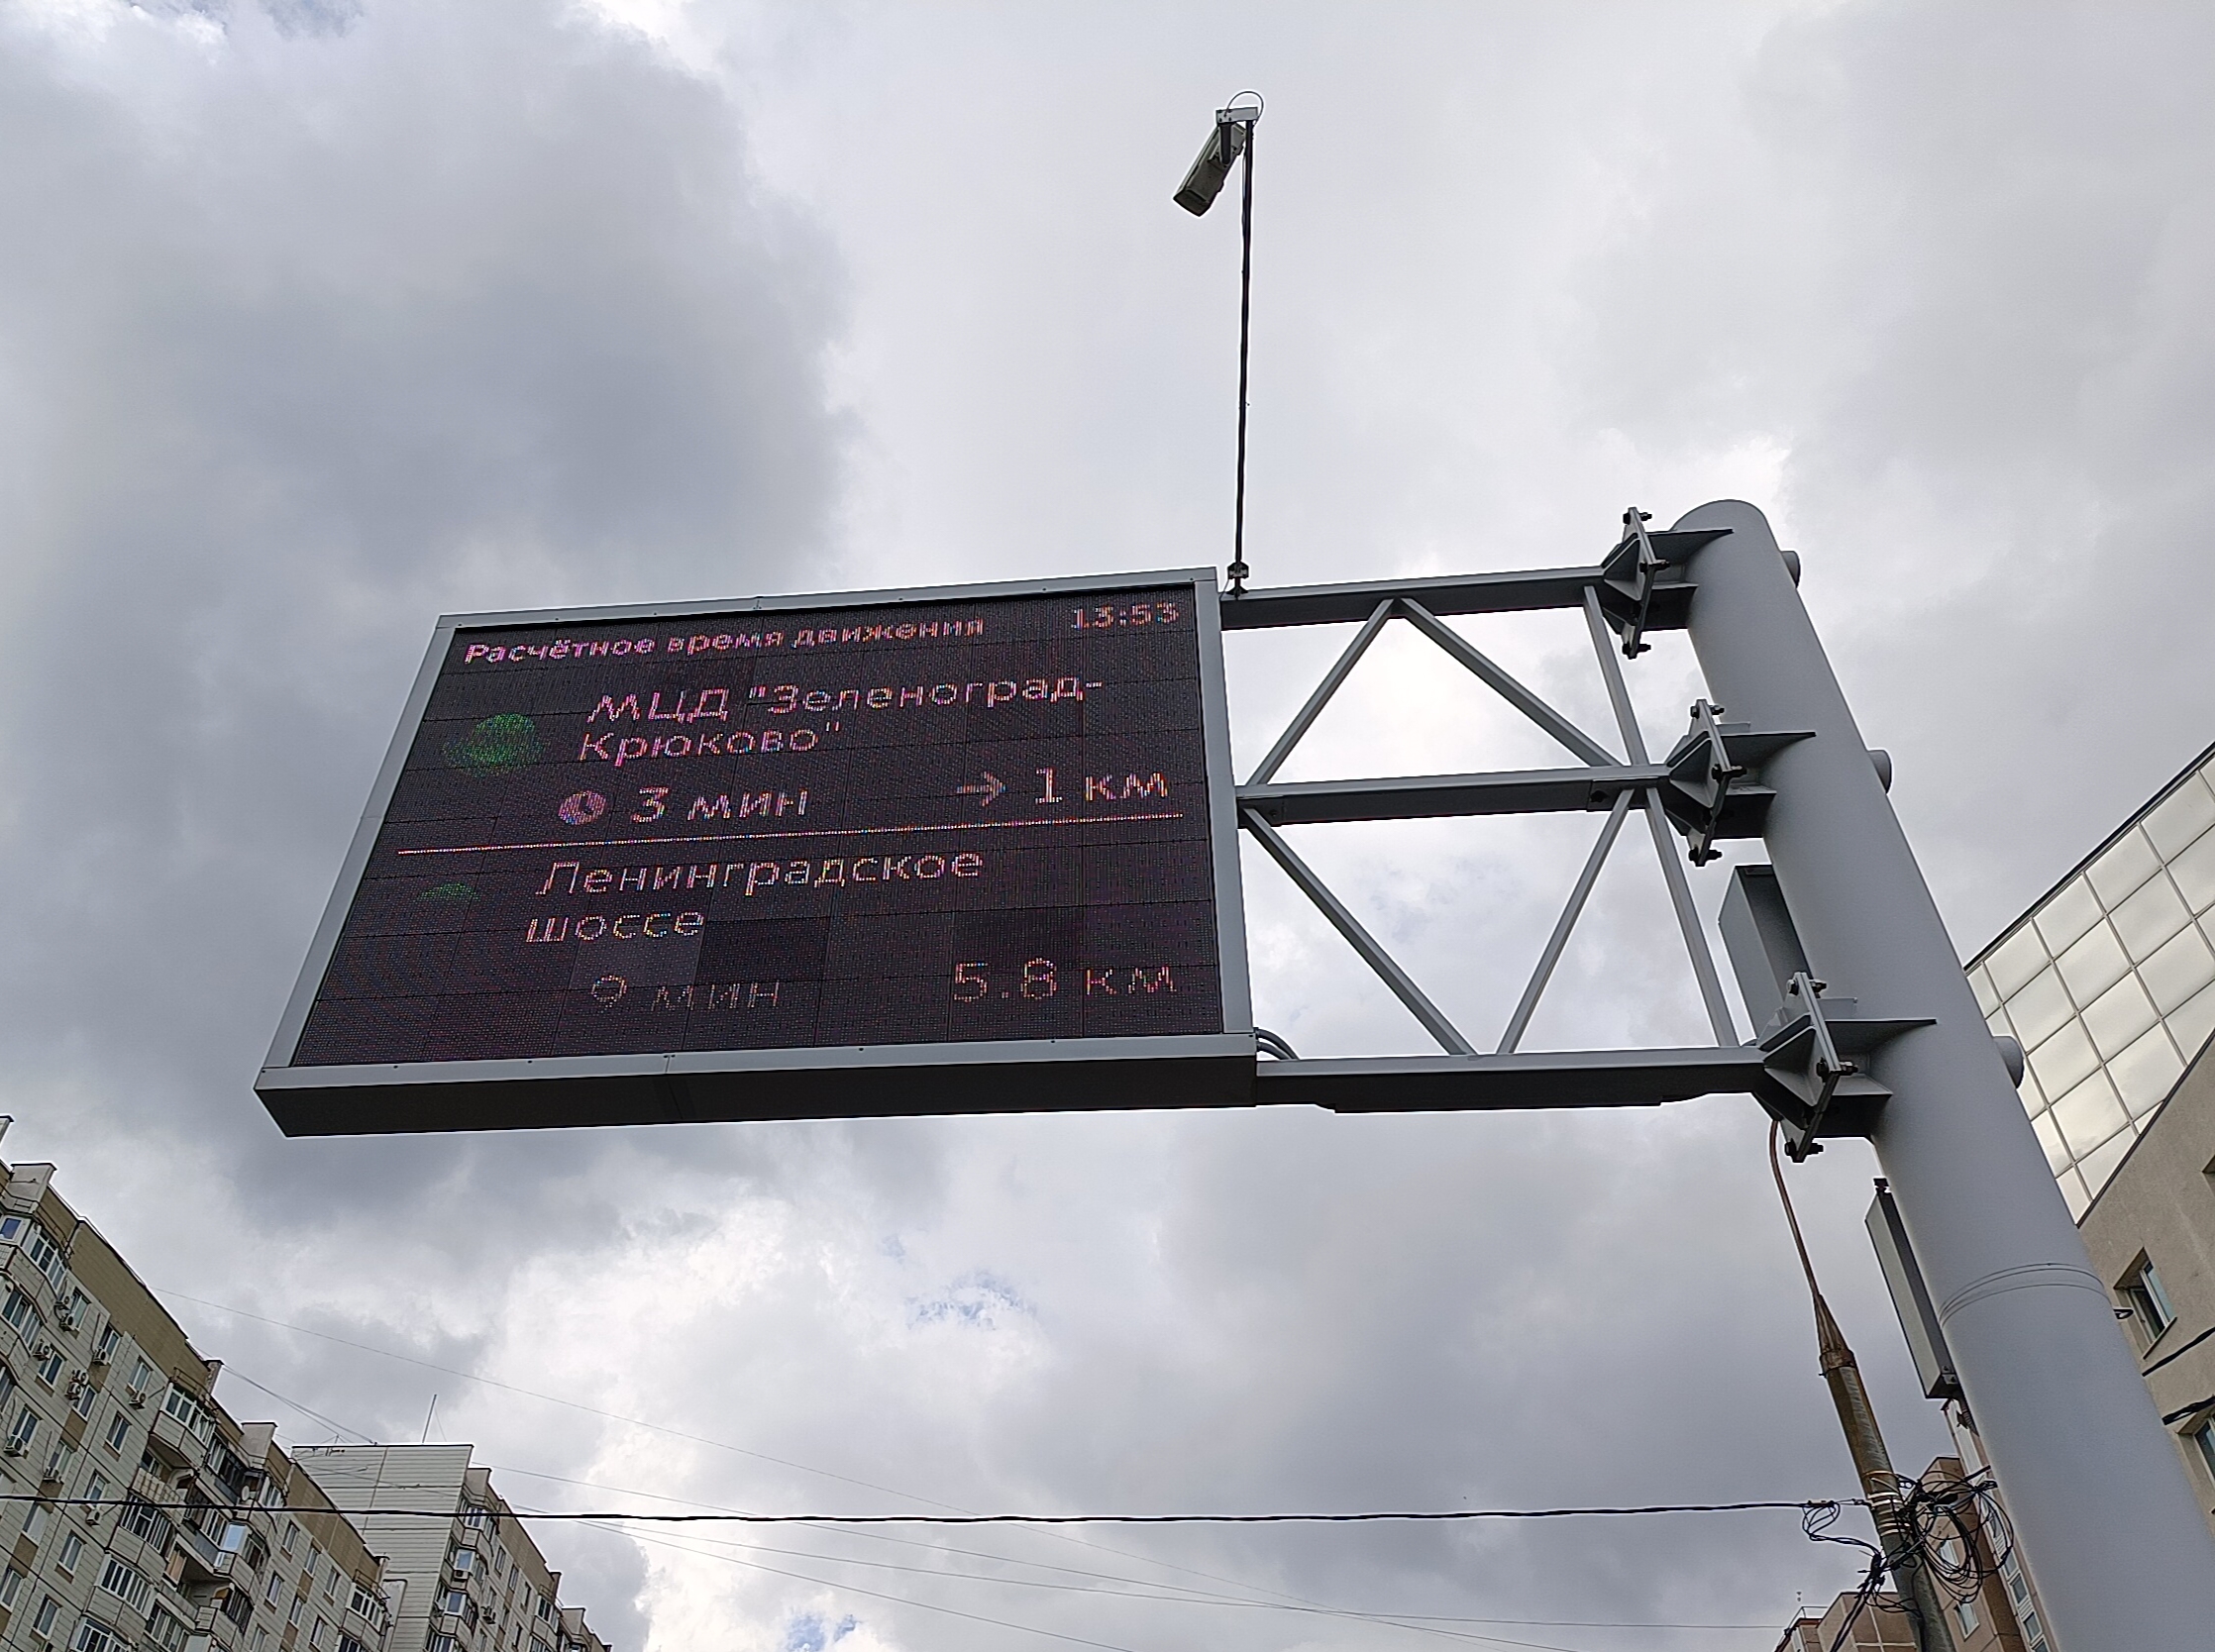 Расчётное время движения 13:53
МЦД "Зеленоград-
Крюково"
3 мин → 1 км
Ленинградское
шоссе
9 мин 5.8 км